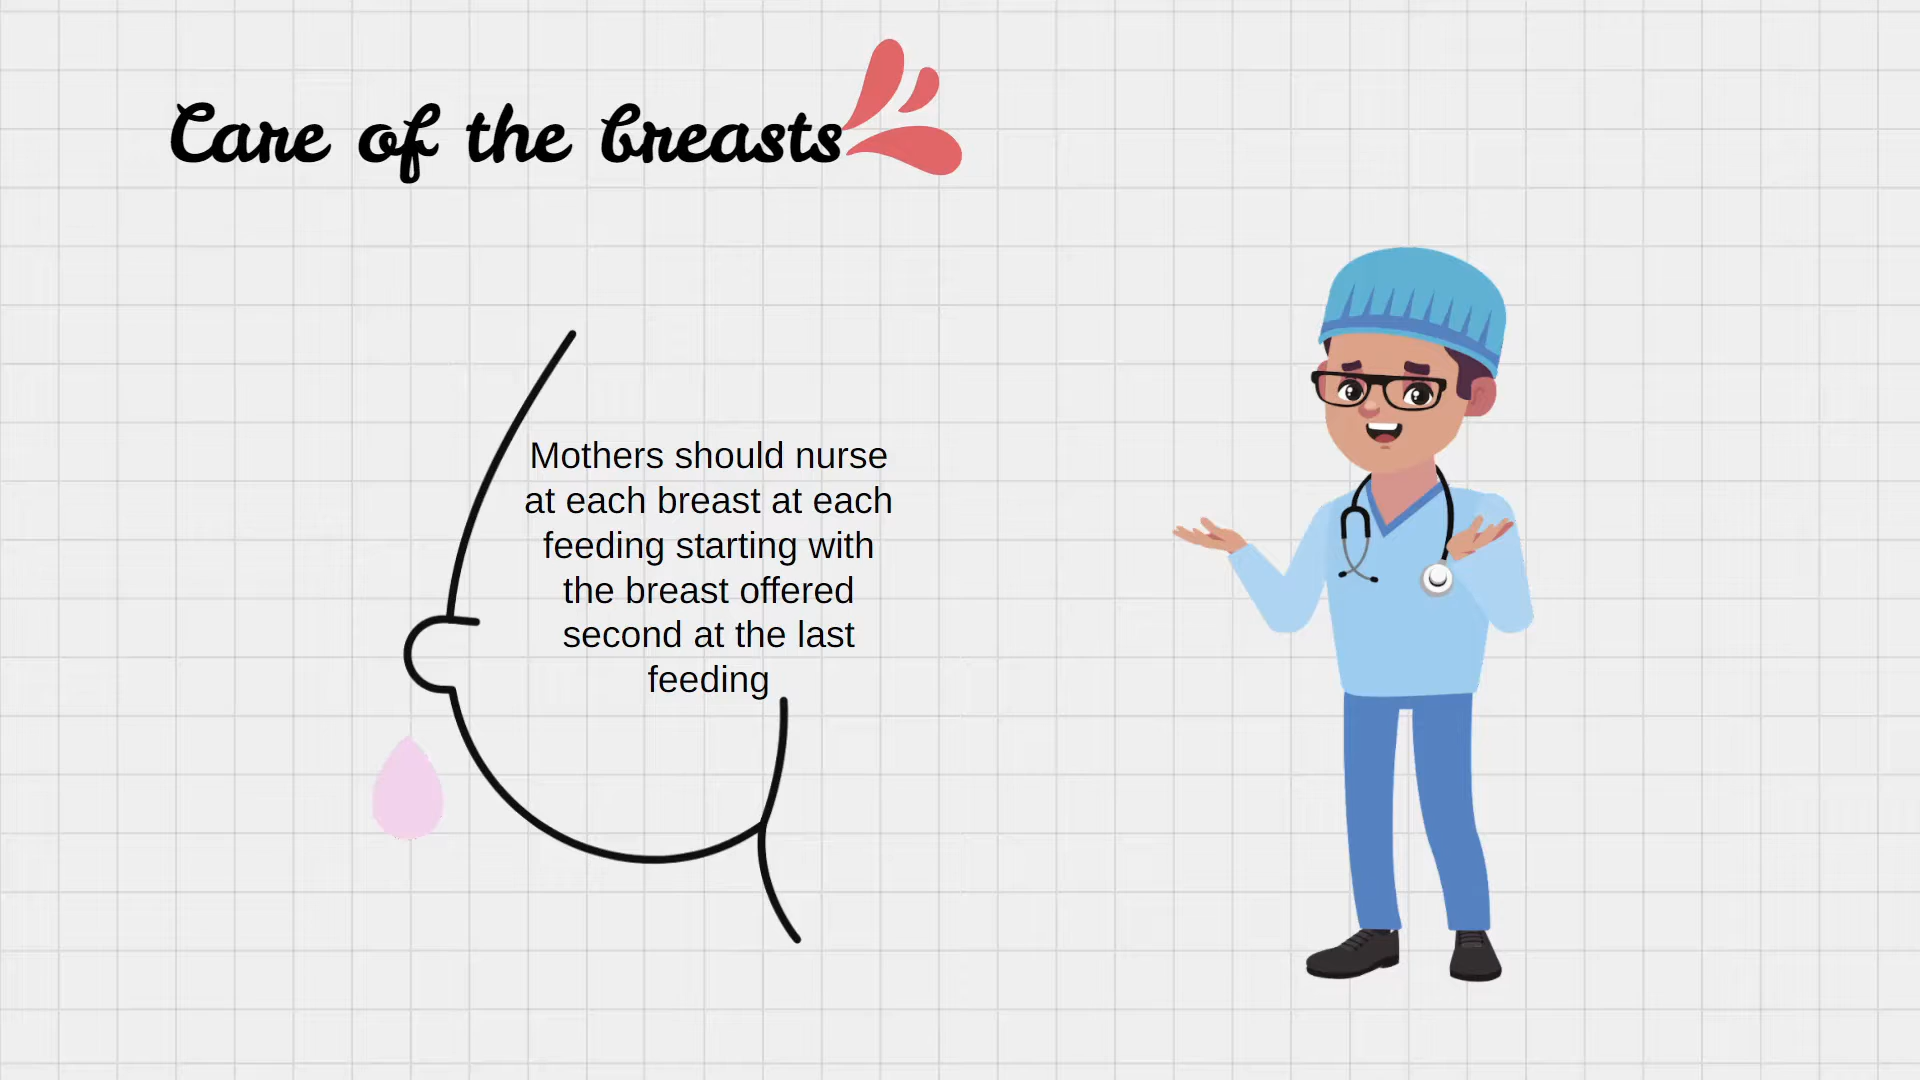 Care of the breasts
Mothers should nurse
at each breast at each
feeding starting with
the breast offered
second at the last
feeding